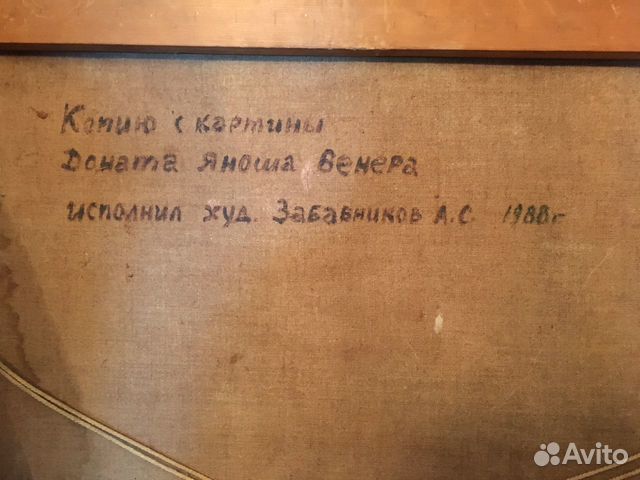 Копию с картины
Доната Яноша Венера
исполнил худ. Забавников А.С. 1988г
Avito